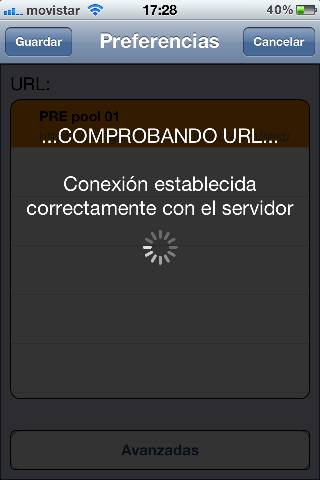 movistar 17:28 40%
Guardar Preferencias Cancelar
URL:
PRE pool 01
...COMPROBANDO URL...
Conexión establecida
correctamente con el servidor
Avanzadas